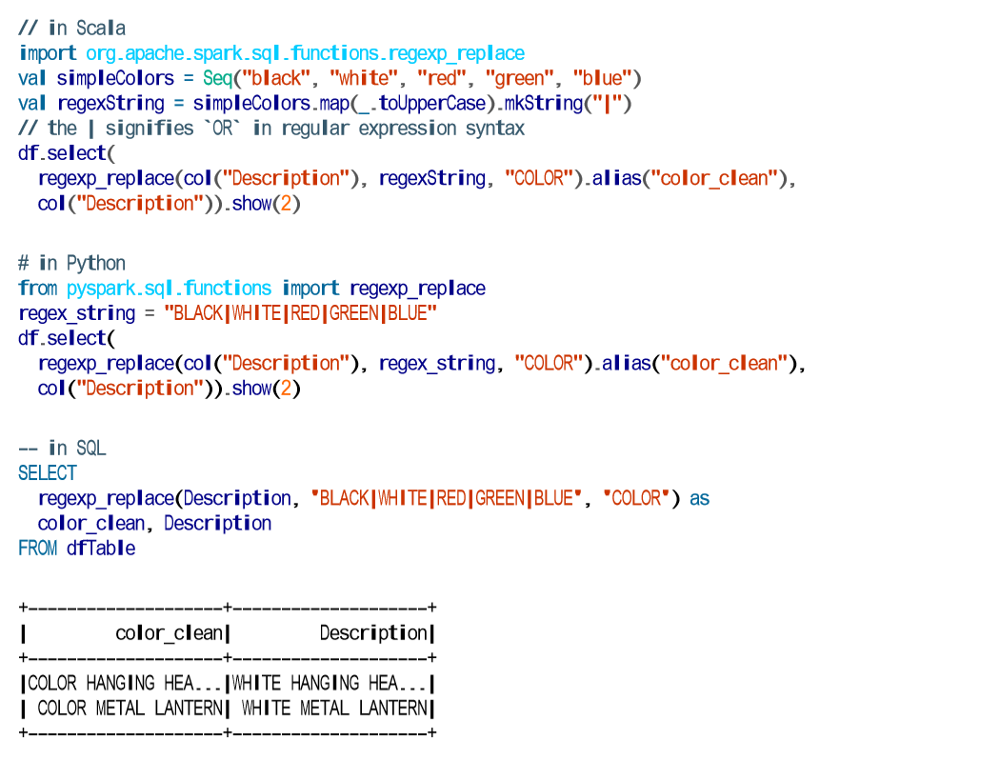 // in Scala
import org.apache.spark.sql.functions.regexp_replace
val simpleColors = Seq("black", "white", "red", "green", "blue")
val regexString = simpleColors.map(_.toUpperCase).mkString("|")
// the | signifies `OR` in regular expression syntax
df.select(
  regexp_replace(col("Description"), regexString, "COLOR").alias("color_clean"),
  col("Description")).show(2)
# in Python
from pyspark.sql.functions import regexp_replace
regex_string = "BLACK|WHITE|RED|GREEN|BLUE"
df.select(
  regexp_replace(col("Description"), regex_string, "COLOR").alias("color_clean"),
  col("Description")).show(2)
-- in SQL
SELECT
  regexp_replace(Description, 'BLACK|WHITE|RED|GREEN|BLUE', 'COLOR') as
  color_clean, Description
FROM dfTable
+--------------------+--------------------+
|         color_clean|         Description|
+--------------------+--------------------+
|COLOR HANGING HEA...|WHITE HANGING HEA...|
| COLOR METAL LANTERN| WHITE METAL LANTERN|
+--------------------+--------------------+